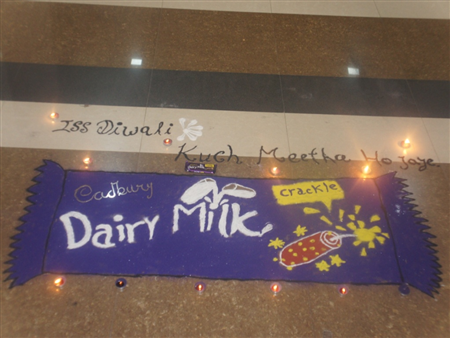 Iss Diwali
Kuch Meetha Ho jaye.
Cadbury
crackle
Dairy Milk